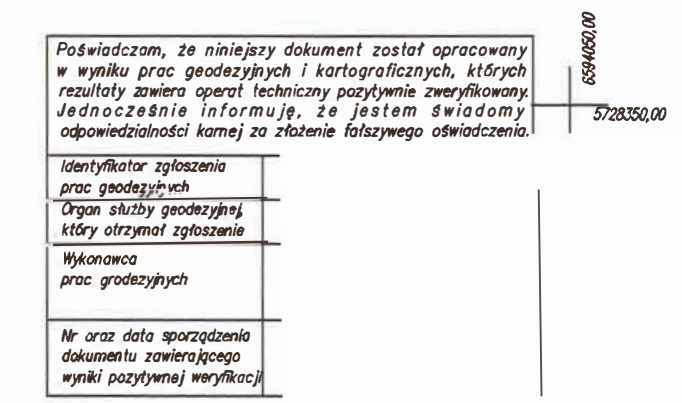 Poświadczam, że niniejszy dokument został opracowany
w wyniku prac geodezyjnych i kartograficznych, których
rezultaty zawiera operat techniczny pozytywnie zweryfikowany.
Jednocześnie informuję, że jestem świadomy
odpowiedzialności karnej za złożenie fałszywego oświadczenia.
6594050,00
5728350,00
Identyfikator zgłoszenia
prac geodezyjnych
Organ służby geodezyjnej,
który otrzymał zgłoszenie
Wykonawca
prac grodezyjnych
Nr oraz data sporządzenia
dokumentu zawierającego
wyniki pozytywnej weryfikacji